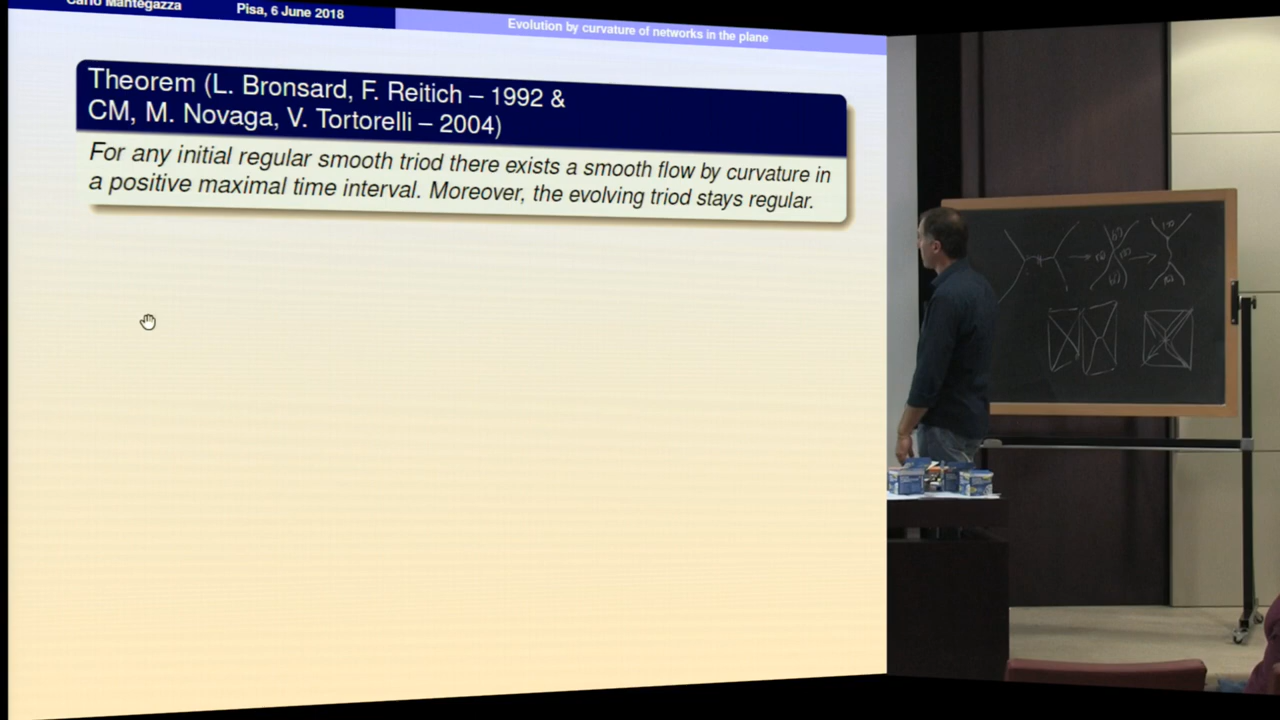 Carlo Mantegazza
Pisa, 6 June 2018
Evolution by curvature of networks in the plane
Theorem (L. Bronsard, F. Reitich – 1992 &
CM, M. Novaga, V. Tortorelli – 2004)
For any initial regular smooth triod there exists a smooth flow by curvature in
a positive maximal time interval. Moreover, the evolving triod stays regular.